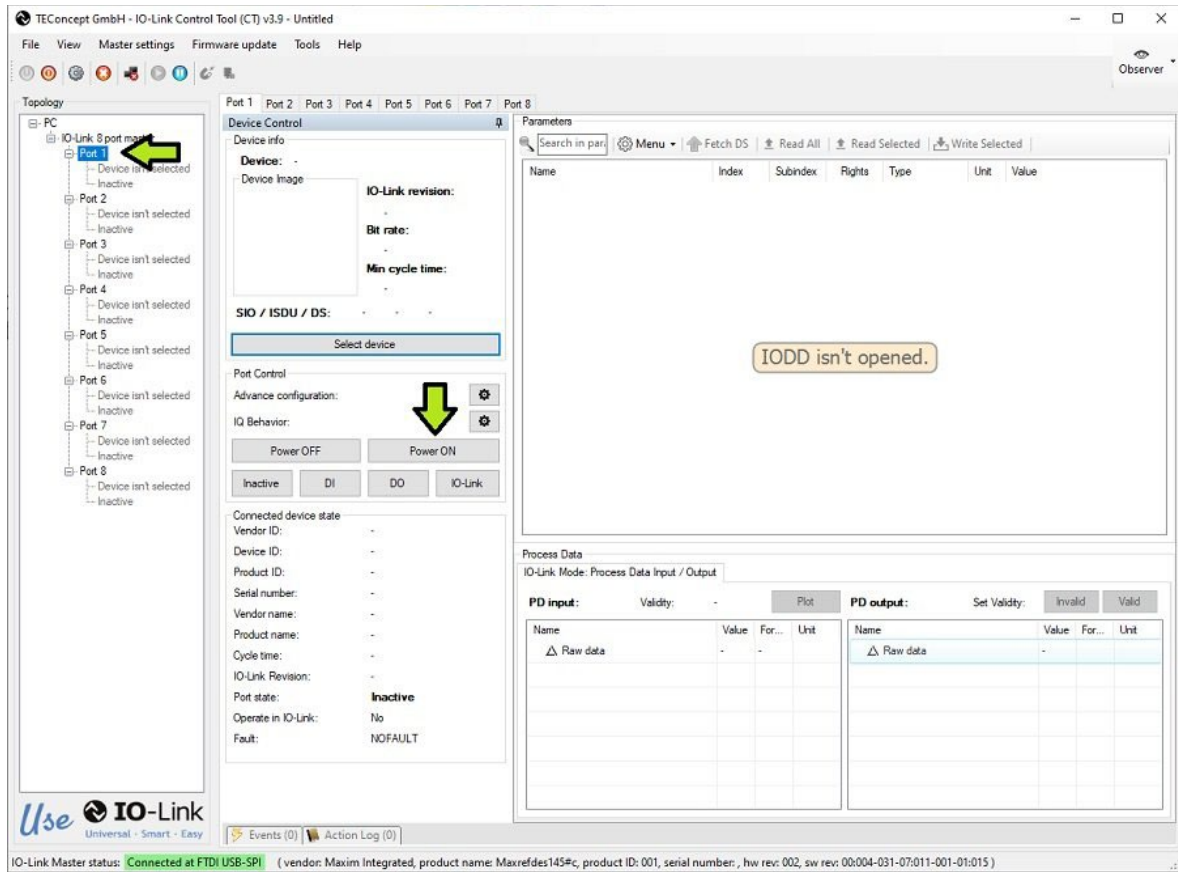 TEConcept GmbH - IO-Link Control Tool (CT) v3.9 - Untitled
File View Master settings Firmware update Tools Help
Observer
Topology
PC
IO-Link 8 port master
Port 1
Device isn't selected
Inactive
Port 2
Device isn't selected
Inactive
Port 3
Device isn't selected
Inactive
Port 4
Device isn't selected
Inactive
Port 5
Device isn't selected
Inactive
Port 6
Device isn't selected
Inactive
Port 7
Device isn't selected
Inactive
Port 8
Device isn't selected
Inactive
Use IO-Link
Universal - Smart - Easy
Port 1 Port 2 Port 3 Port 4 Port 5 Port 6 Port 7 Port 8
Device Control
Device info
Device: -
Device Image
IO-Link revision:
-
Bit rate:
-
Min cycle time:
-
SIO / ISDU / DS: - - -
Select device
Port Control
Advance configuration:
IQ Behavior:
Power OFF Power ON
Inactive DI DO IO-Link
Connected device state
Vendor ID: -
Device ID: -
Product ID: -
Serial number: -
Vendor name: -
Product name: -
Cycle time: -
IO-Link Revision: -
Port state: Inactive
Operate in IO-Link: No
Fault: NOFAULT
Events (0) Action Log (0)
Parameters
Search in par. Menu Fetch DS Read All Read Selected Write Selected
Name Index Subindex Rights Type Unit Value
IODD isn't opened.
Process Data
IO-Link Mode: Process Data Input / Output
PD input: Validity: - Plot
Name Value For... Unit
Raw data - -
PD output: Set Validity: Invalid Valid
Name Value For... Unit
Raw data -
IO-Link Master status: Connected at FTDI USB-SPI ( vendor: Maxim Integrated, product name: Maxrefdes145#c, product ID: 001, serial number: , hw rev: 002, sw rev: 00:004-031-07:011-001-01:015 )